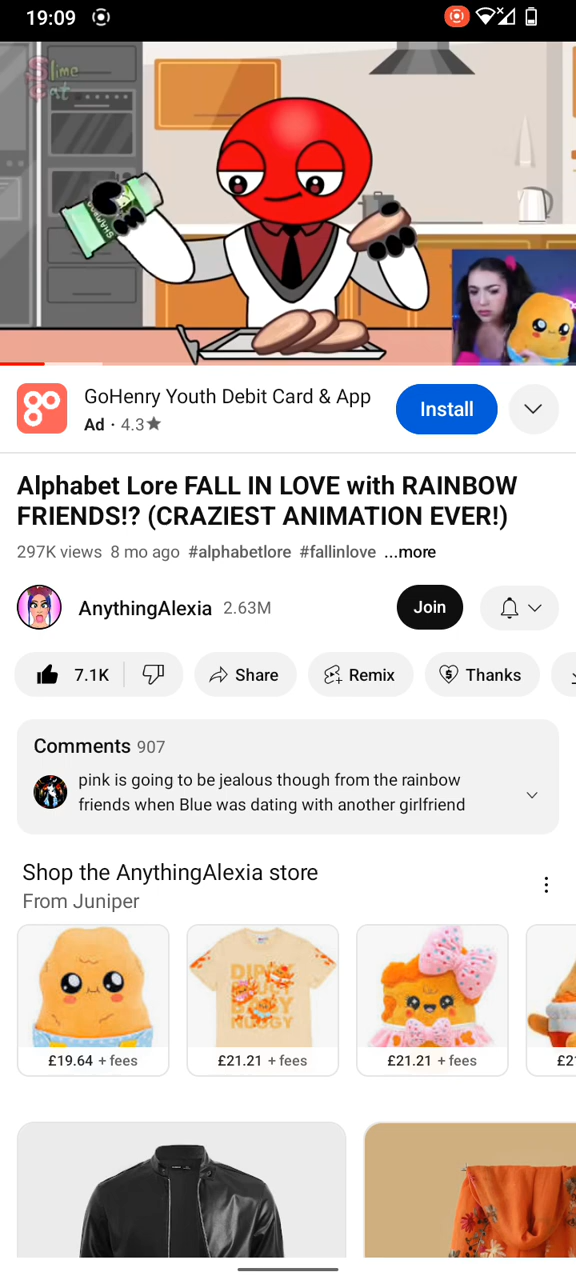 19:09
Slime
Cat
GoHenry Youth Debit Card & App
Install
Ad · 4.3★
Alphabet Lore FALL IN LOVE with RAINBOW
FRIENDS!? (CRAZIEST ANIMATION EVER!)
297K views 8 mo ago #alphabetlore #fallinlove ...more
AnythingAlexia 2.63M
Join
7.1K
Share
Remix
Thanks
Comments 907
pink is going to be jealous though from the rainbow
friends when Blue was dating with another girlfriend
Shop the AnythingAlexia store
From Juniper
£19.64 + fees
£21.21 + fees
£21.21 + fees